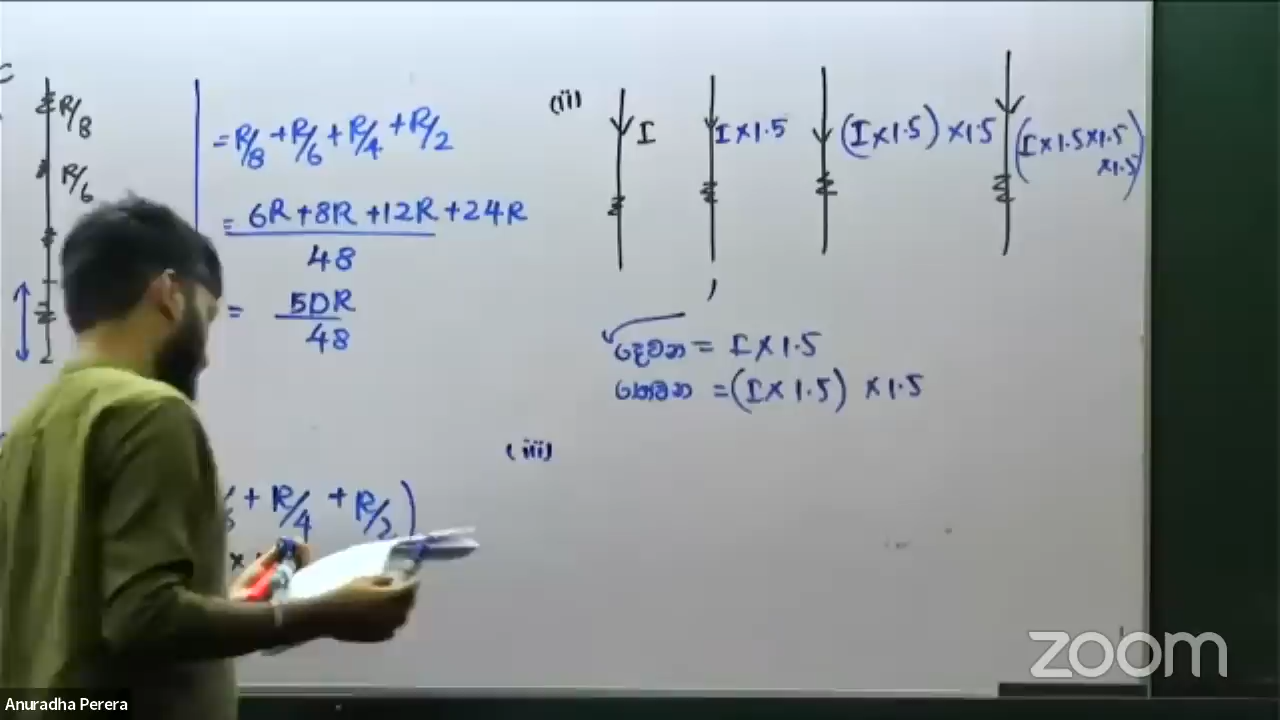 R/8
R/6
= R/8 + R/6 + R/4 + R/2
= 6R + 8R + 12R + 24R
48
= 50R
48
+ R/4 + R/2)
(ii)
I
I×1.5
(I×1.5)×1.5
(I×1.5×1.5
×1.5)
දෙවන = I×1.5
තෙවන = (I×1.5) ×1.5
(iii)
zoom
Anuradha Perera